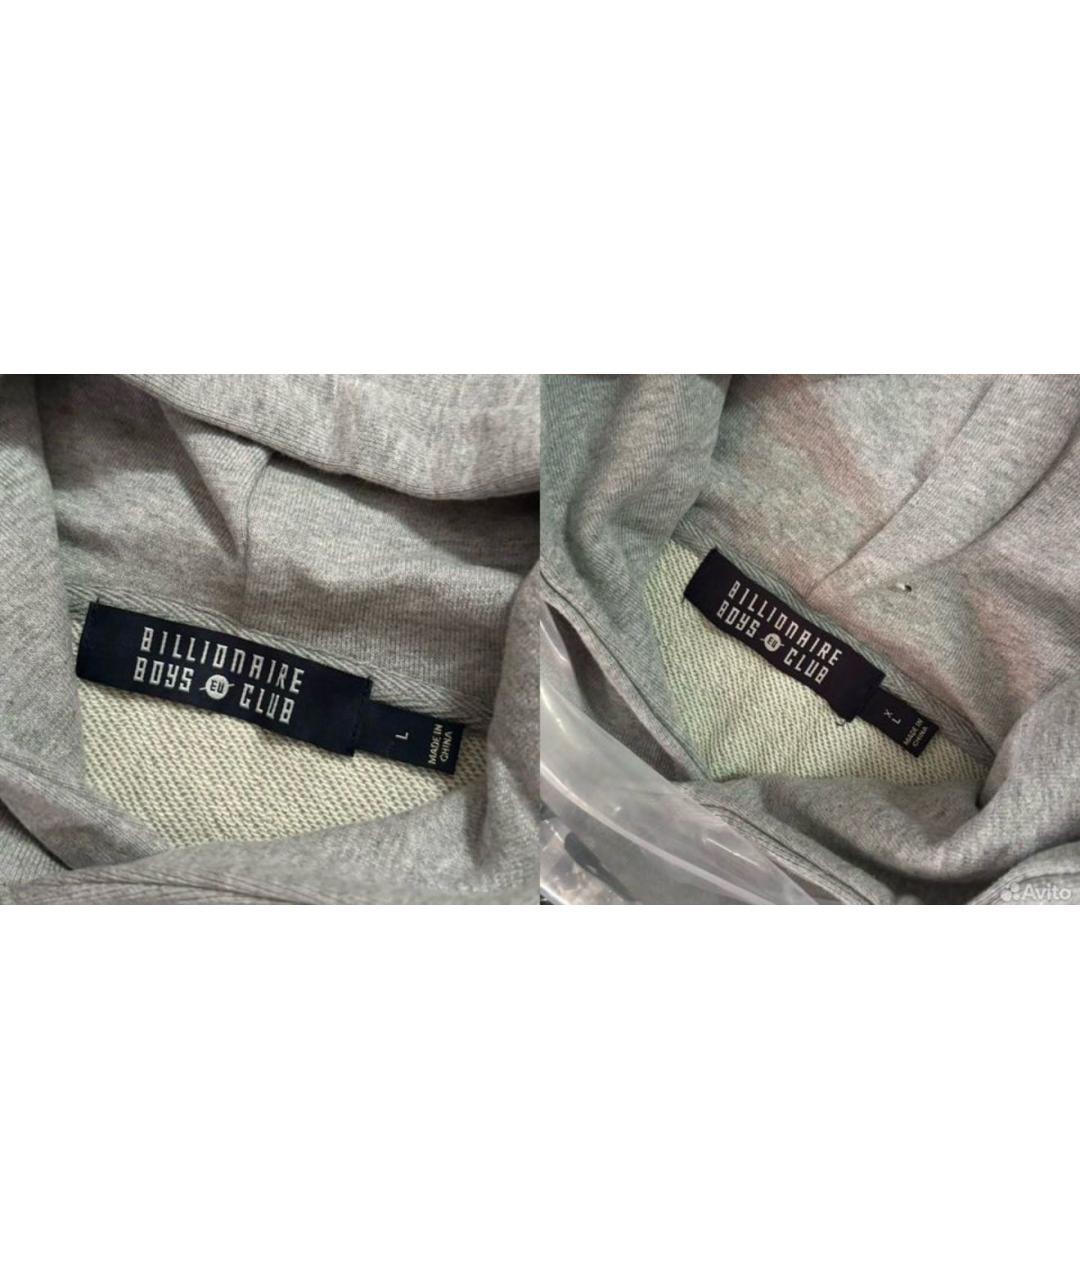 BILLIONAIRE
BOYS EU CLUB
L
MADE IN
CHINA
BILLIONAIRE
BOYS EU CLUB
XL
MADE IN
CHINA
Avito